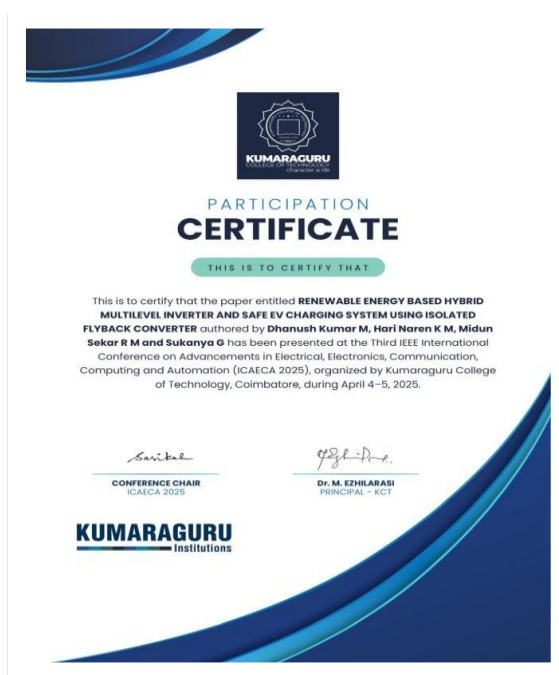 KUMARAGURU
COLLEGE OF TECHNOLOGY
character is life
PARTICIPATION
CERTIFICATE
THIS IS TO CERTIFY THAT
This is to certify that the paper entitled RENEWABLE ENERGY BASED HYBRID
MULTILEVEL INVERTER AND SAFE EV CHARGING SYSTEM USING ISOLATED
FLYBACK CONVERTER authored by Dhanush Kumar M, Hari Naren K M, Midun
Sekar R M and Sukanya G has been presented at the Third IEEE International
Conference on Advancements in Electrical, Electronics, Communication,
Computing and Automation (ICAECA 2025), organized by Kumaraguru College
of Technology, Coimbatore, during April 4–5, 2025.
CONFERENCE CHAIR
ICAECA 2025
Dr. M. EZHILARASI
PRINCIPAL - KCT
KUMARAGURU
Institutions